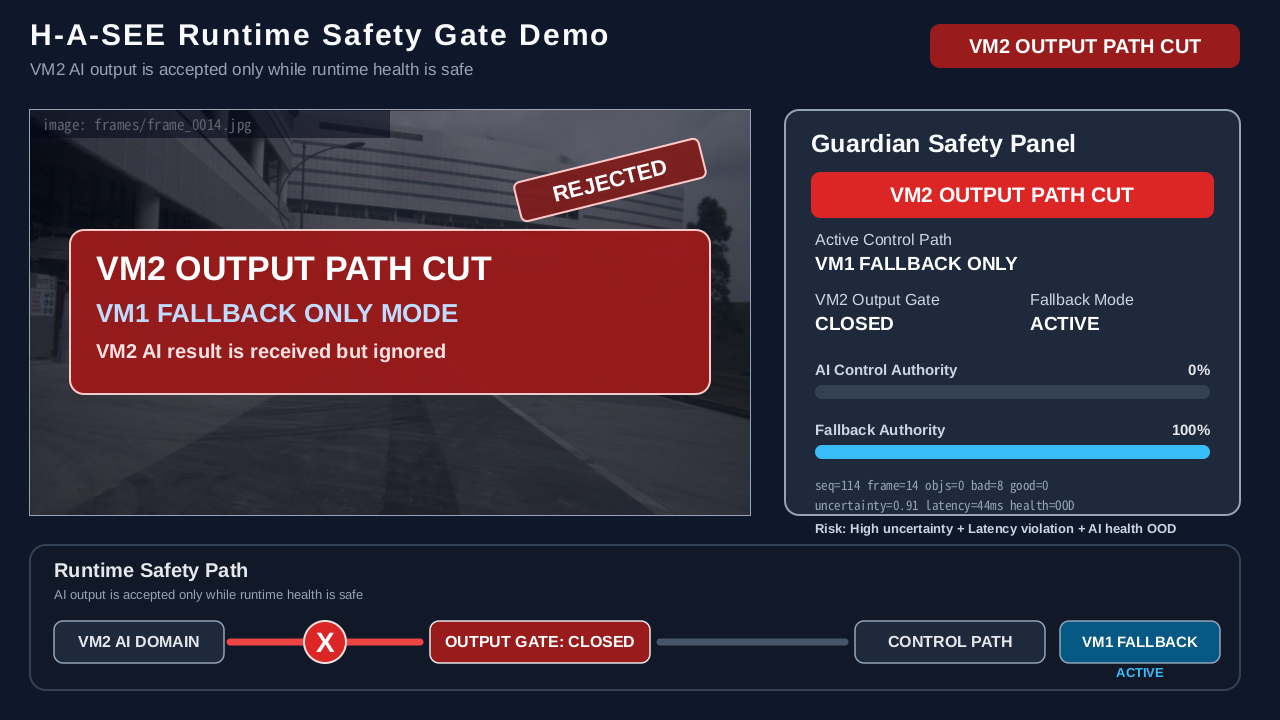 H-A-SEE Runtime Safety Gate Demo
VM2 AI output is accepted only while runtime health is safe
VM2 OUTPUT PATH CUT
image: frames/frame_0014.jpg
REJECTED
VM2 OUTPUT PATH CUT
VM1 FALLBACK ONLY MODE
VM2 AI result is received but ignored
Guardian Safety Panel
VM2 OUTPUT PATH CUT
Active Control Path
VM1 FALLBACK ONLY
VM2 Output Gate Fallback Mode
CLOSED ACTIVE
AI Control Authority 0%
Fallback Authority 100%
seq=114 frame=14 objs=0 bad=8 good=0
uncertainty=0.91 latency=44ms health=OOD
Risk: High uncertainty + Latency violation + AI health OOD
Runtime Safety Path
AI output is accepted only while runtime health is safe
VM2 AI DOMAIN X OUTPUT GATE: CLOSED CONTROL PATH VM1 FALLBACK
ACTIVE